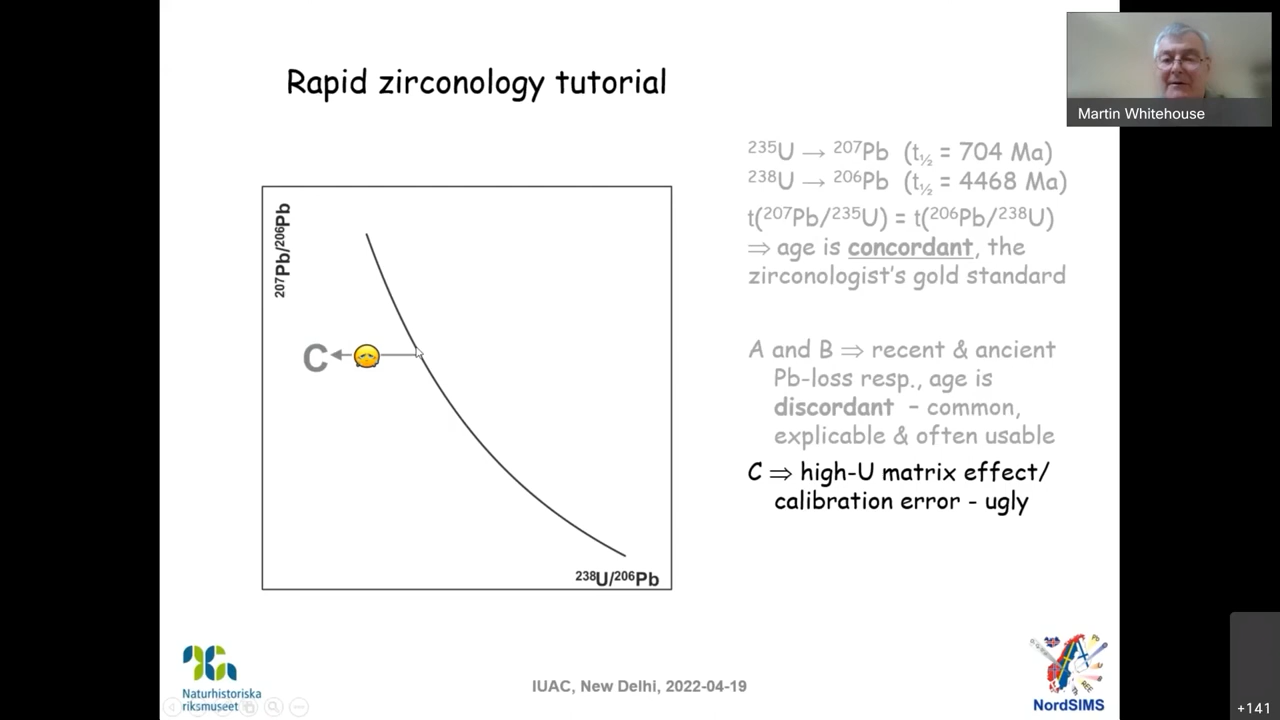 Rapid zirconology tutorial
Martin Whitehouse
²³⁵U → ²⁰⁷Pb (t½ = 704 Ma)
²³⁸U → ²⁰⁶Pb (t½ = 4468 Ma)
t(²⁰⁷Pb/²³⁵U) = t(²⁰⁶Pb/²³⁸U)
⇒ age is concordant, the
zirconologist's gold standard
²⁰⁷Pb/²⁰⁶Pb
C
²³⁸U/²⁰⁶Pb
A and B ⇒ recent & ancient
Pb-loss resp., age is
discordant – common,
explicable & often usable
C ⇒ high-U matrix effect/
calibration error - ugly
Naturhistoriska
riksmuseet
IUAC, New Delhi, 2022-04-19
NordSIMS
+141